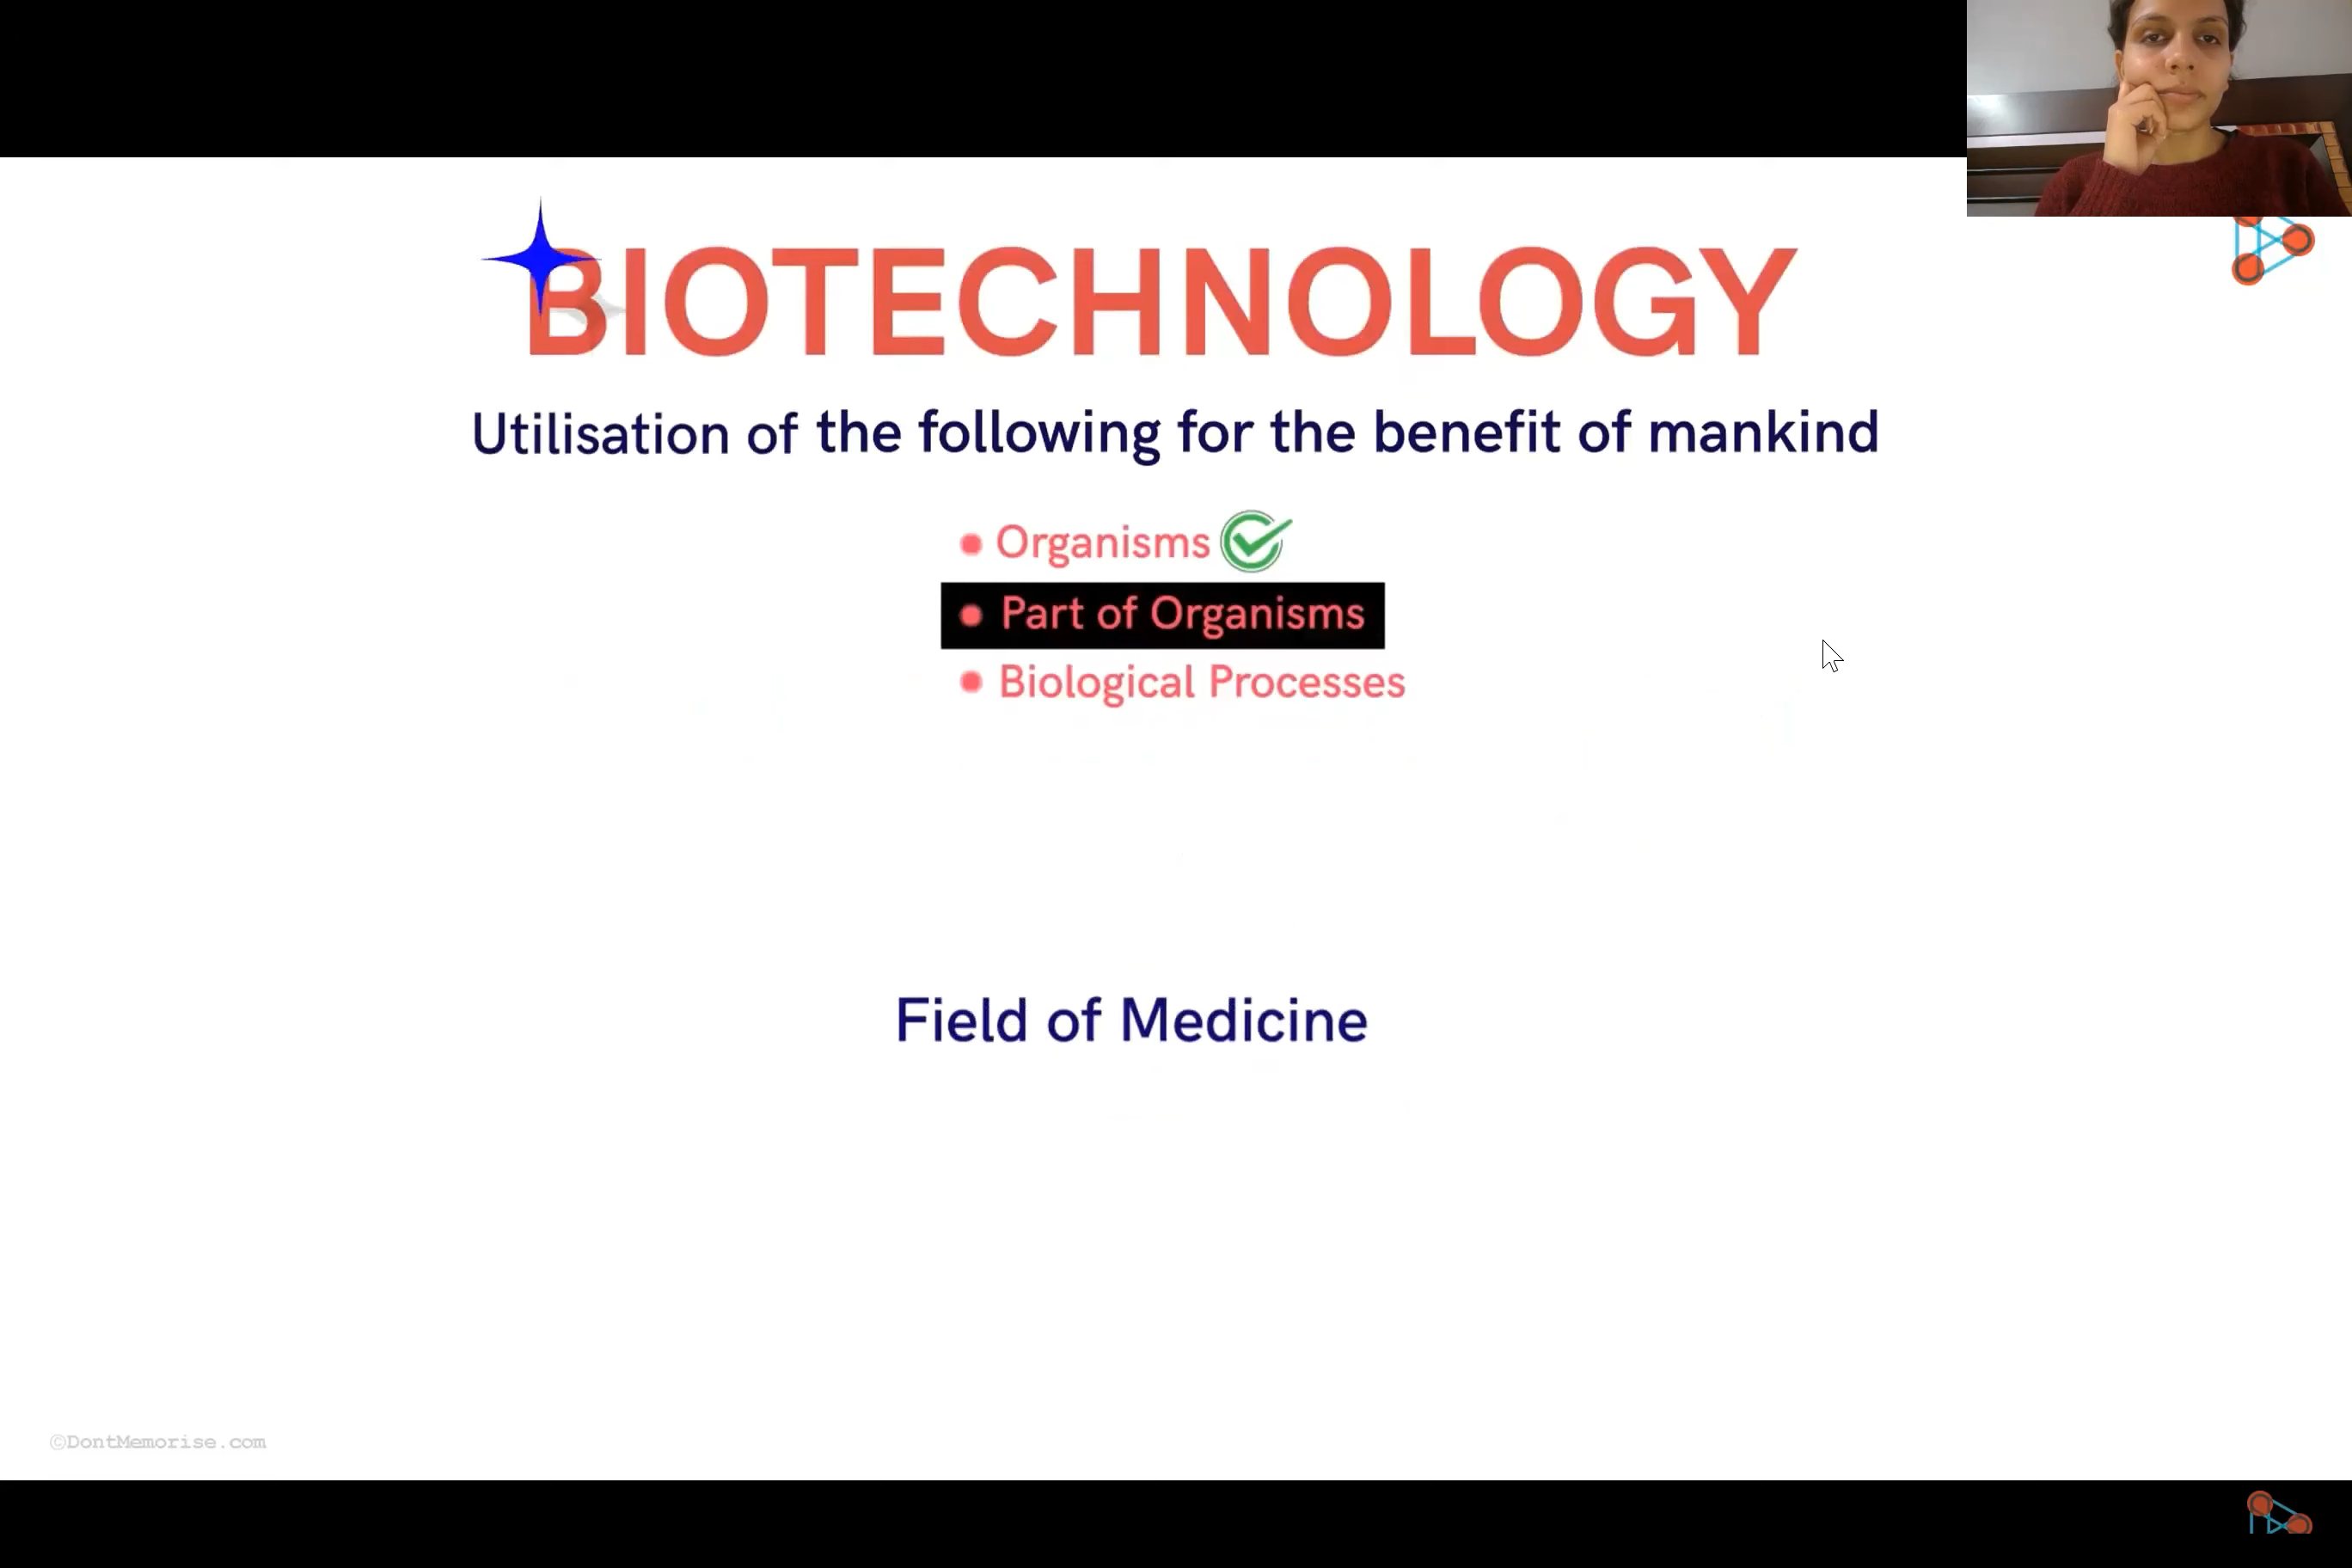 BIOTECHNOLOGY
Utilisation of the following for the benefit of mankind
Organisms
Part of Organisms
Biological Processes
Field of Medicine
©DontMemorise.com